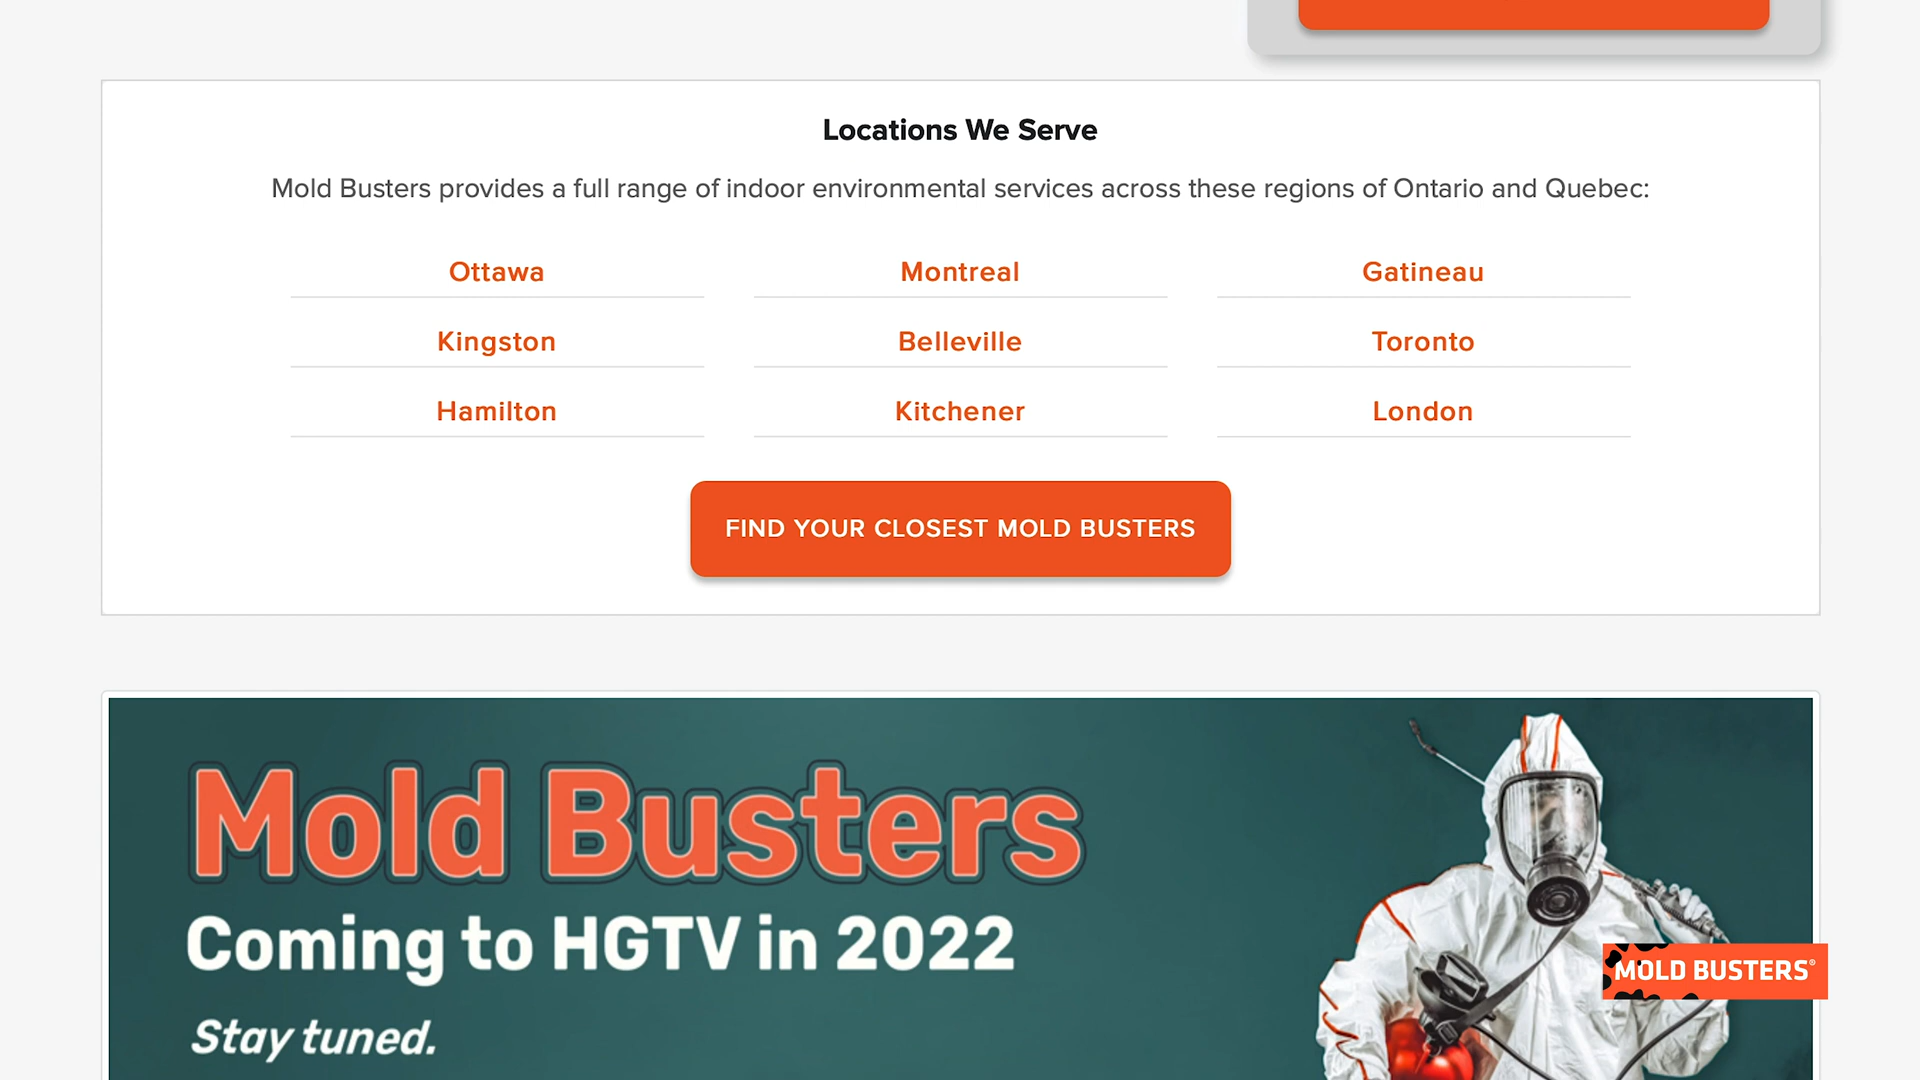 Locations We Serve
Mold Busters provides a full range of indoor environmental services across these regions of Ontario and Quebec:
Ottawa Montreal Gatineau
Kingston Belleville Toronto
Hamilton Kitchener London
FIND YOUR CLOSEST MOLD BUSTERS
Mold Busters
Coming to HGTV in 2022
MOLD BUSTERS®
Stay tuned.